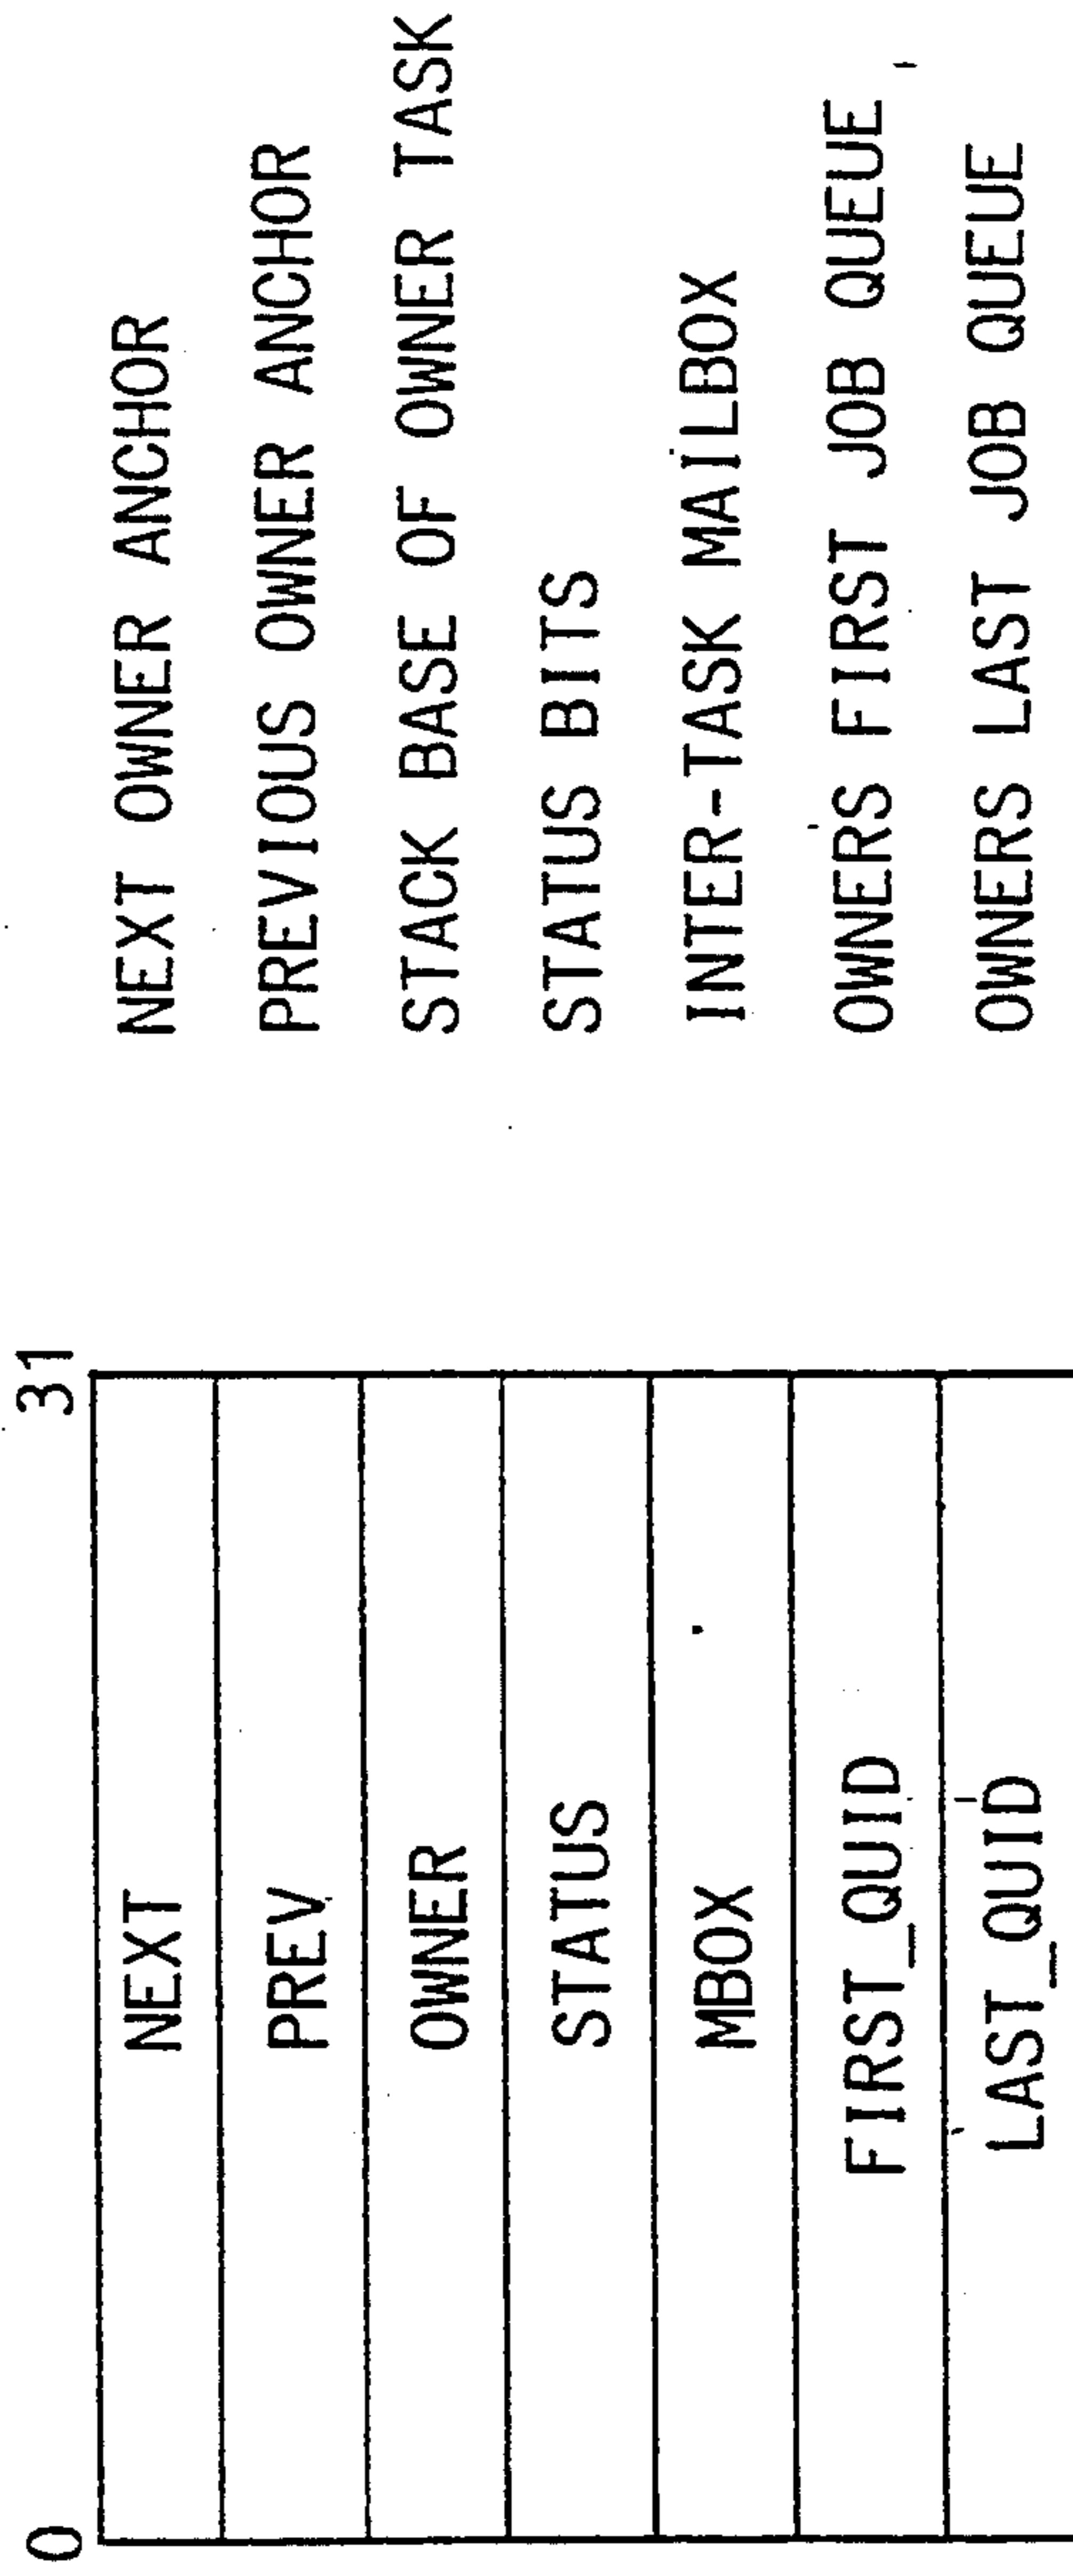 0 31
NEXT NEXT OWNER ANCHOR
PREV PREVIOUS OWNER ANCHOR
OWNER STACK BASE OF OWNER TASK
STATUS STATUS BITS
MBOX INTER-TASK MAILBOX
FIRST_QUID OWNERS FIRST JOB QUEUE
LAST_QUID OWNERS LAST JOB QUEUE